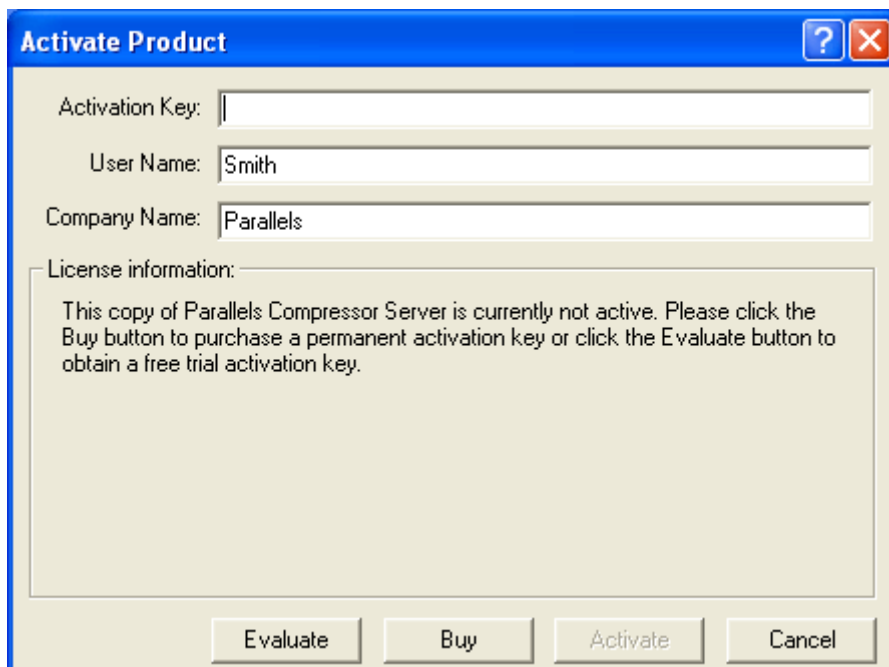 Activate Product
Activation Key:
User Name: Smith
Company Name: Parallels
License information:
This copy of Parallels Compressor Server is currently not active. Please click the
Buy button to purchase a permanent activation key or click the Evaluate button to
obtain a free trial activation key.
Evaluate Buy Activate Cancel